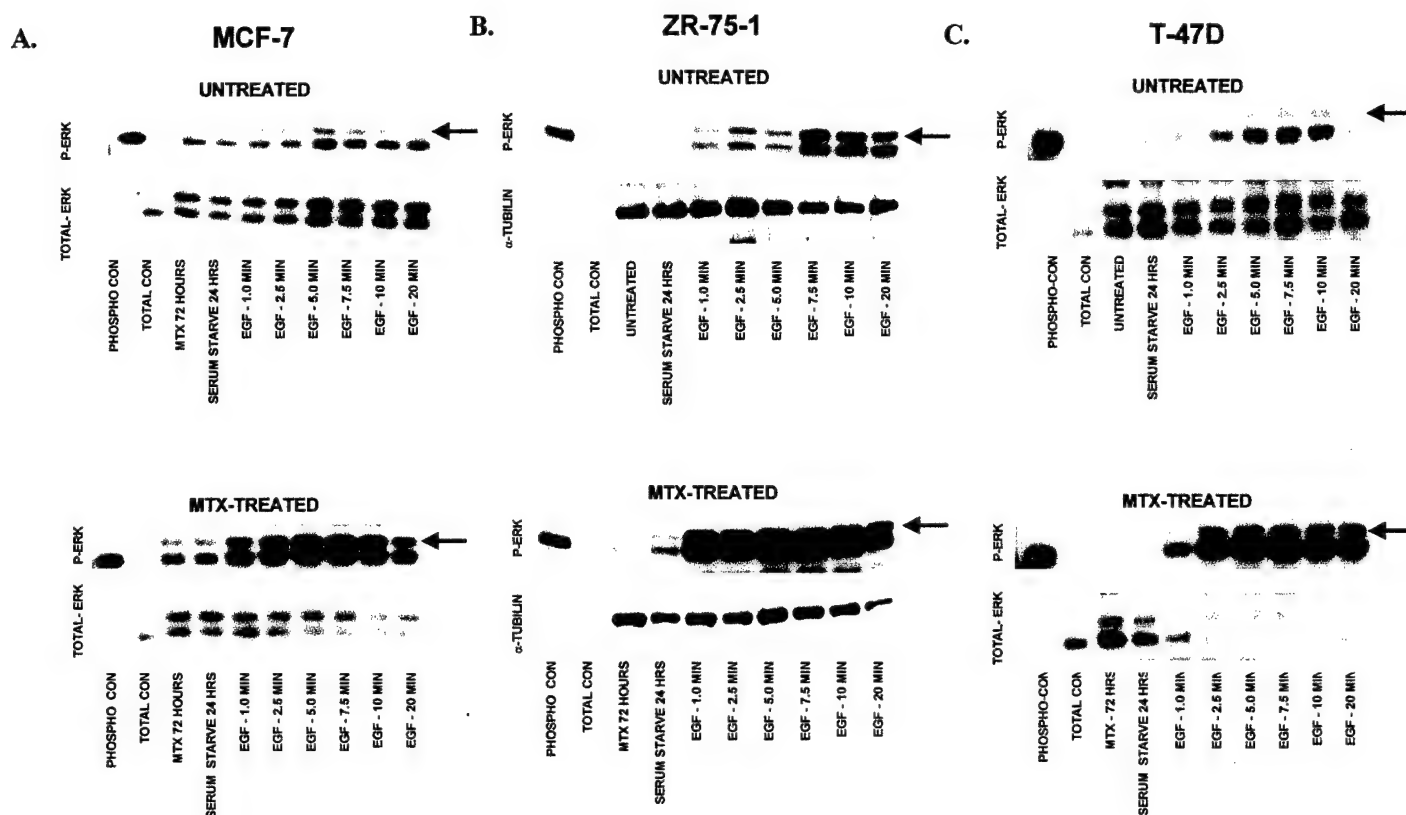 A.
MCF-7
UNTREATED
P-ERK
TOTAL- ERK
PHOSPHO CON
TOTAL CON
MTX 72 HOURS
SERUM STARVE 24 HRS
EGF - 1.0 MIN
EGF - 2.5 MIN
EGF - 5.0 MIN
EGF - 7.5 MIN
EGF - 10 MIN
EGF - 20 MIN
MTX-TREATED
P-ERK
TOTAL- ERK
PHOSPHO CON
TOTAL CON
MTX 72 HOURS
SERUM STARVE 24 HRS
EGF - 1.0 MIN
EGF - 2.5 MIN
EGF - 5.0 MIN
EGF - 7.5 MIN
EGF - 10 MIN
EGF - 20 MIN
B.
ZR-75-1
UNTREATED
P-ERK
α-TUBILIN
PHOSPHO CON
TOTAL CON
UNTREATED
SERUM STARVE 24 HRS
EGF - 1.0 MIN
EGF - 2.5 MIN
EGF - 5.0 MIN
EGF - 7.5 MIN
EGF - 10 MIN
EGF - 20 MIN
MTX-TREATED
P-ERK
α-TUBILIN
PHOSPHO CON
TOTAL CON
MTX 72 HOURS
SERUM STARVE 24 HRS
EGF - 1.0 MIN
EGF - 2.5 MIN
EGF - 5.0 MIN
EGF - 7.5 MIN
EGF - 10 MIN
EGF - 20 MIN
C.
T-47D
UNTREATED
P-ERK
TOTAL- ERK
PHOSPHO-CON
TOTAL CON
UNTREATED
SERUM STARVE 24 HRS
EGF - 1.0 MIN
EGF - 2.5 MIN
EGF - 5.0 MIN
EGF - 7.5 MIN
EGF - 10 MIN
EGF - 20 MIN
MTX-TREATED
P-ERK
TOTAL- ERK
PHOSPHO-CON
TOTAL CON
MTX - 72 HRS
SERUM STARVE 24 HRS
EGF - 1.0 MIN
EGF - 2.5 MIN
EGF - 5.0 MIN
EGF - 7.5 MIN
EGF - 10 MIN
EGF - 20 MIN